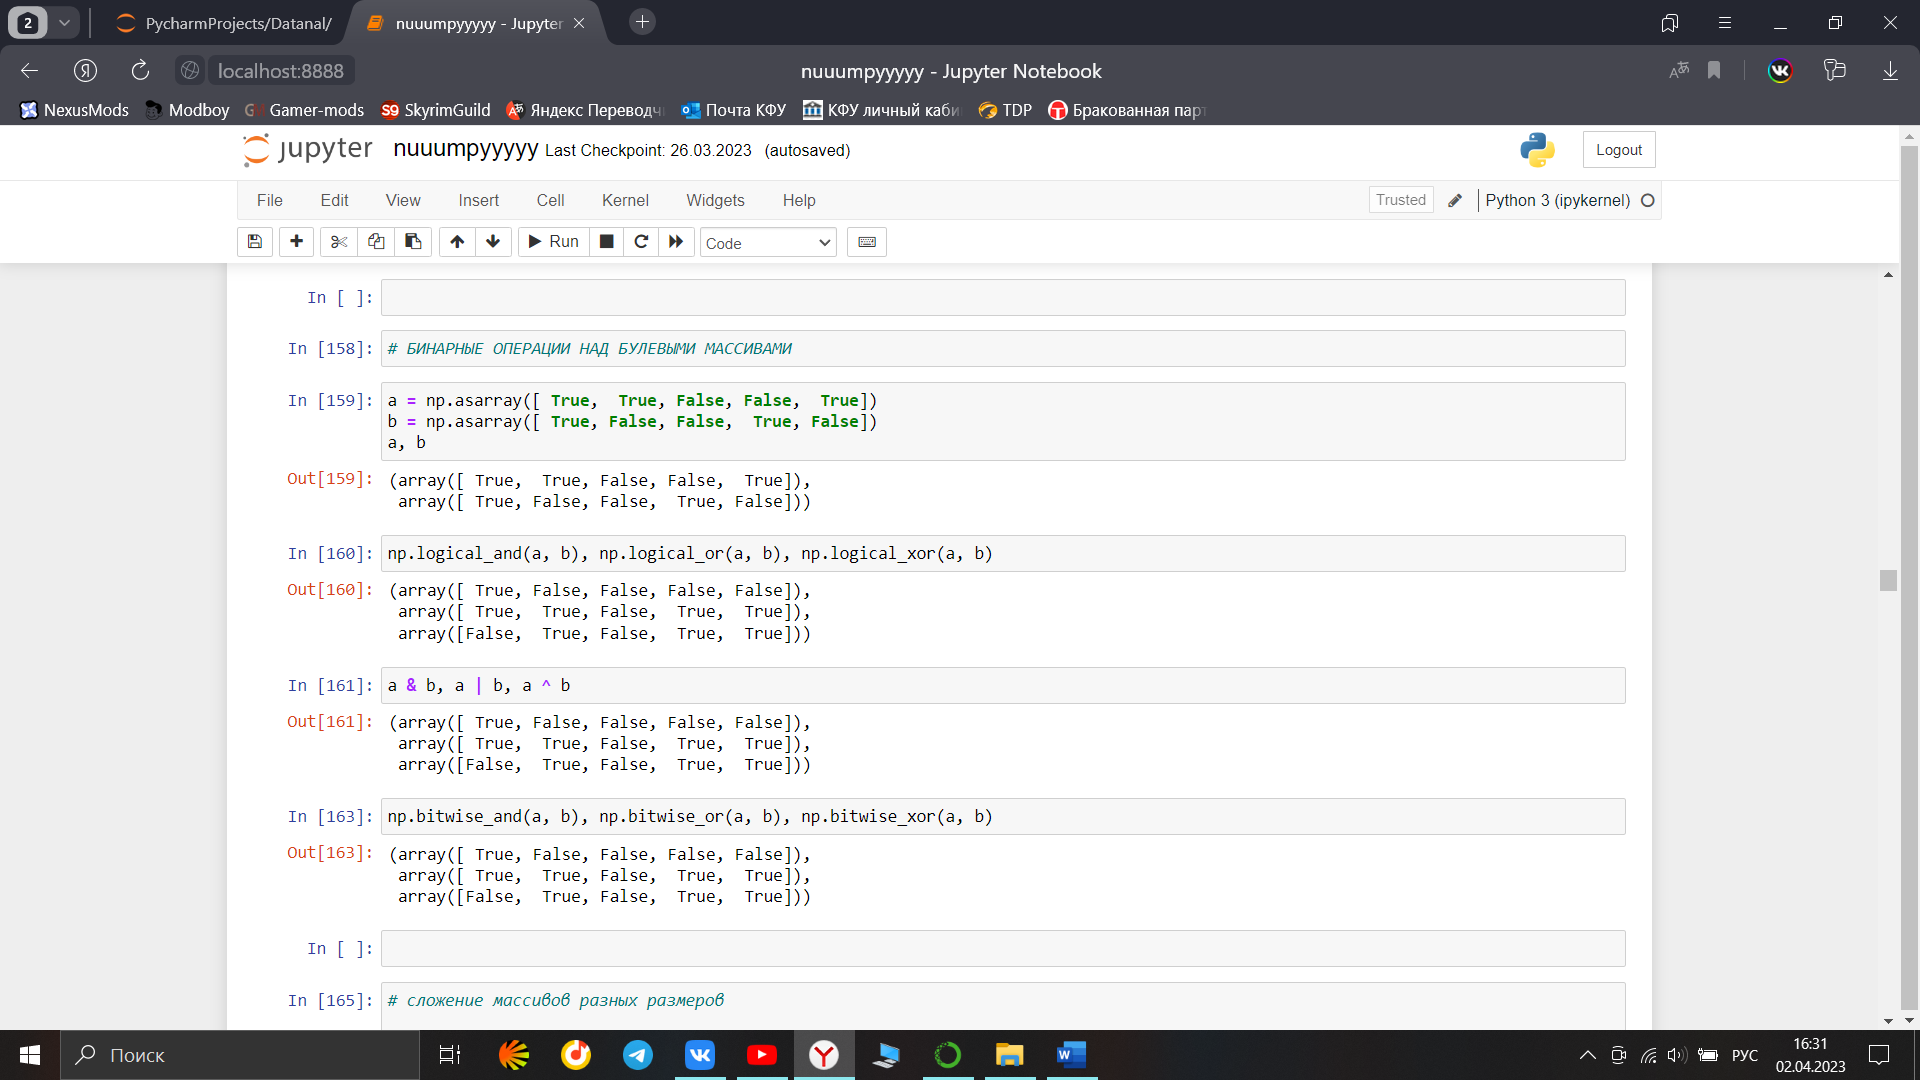 2
PycharmProjects/Datanal/
nuuumpyyyyy - Jupyter
localhost:8888
nuuumpyyyyy - Jupyter Notebook
NexusMods Modboy Gamer-mods SkyrimGuild Яндекс Переводч Почта КФУ КФУ личный каби TDP Бракованная пар
jupyter nuuumpyyyyy Last Checkpoint: 26.03.2023 (autosaved) Logout
File Edit View Insert Cell Kernel Widgets Help Trusted Python 3 (ipykernel)
Run Code
In [ ]:
In [158]: # БИНАРНЫЕ ОПЕРАЦИИ НАД БУЛЕВЫМИ МАССИВАМИ
In [159]: a = np.asarray([ True,  True, False, False,  True])
b = np.asarray([ True, False, False,  True, False])
a, b
Out[159]: (array([ True,  True, False, False,  True]),
array([ True, False, False,  True, False]))
In [160]: np.logical_and(a, b), np.logical_or(a, b), np.logical_xor(a, b)
Out[160]: (array([ True, False, False, False, False]),
array([ True,  True, False,  True,  True]),
array([False,  True, False,  True,  True]))
In [161]: a & b, a | b, a ^ b
Out[161]: (array([ True, False, False, False, False]),
array([ True,  True, False,  True,  True]),
array([False,  True, False,  True,  True]))
In [163]: np.bitwise_and(a, b), np.bitwise_or(a, b), np.bitwise_xor(a, b)
Out[163]: (array([ True, False, False, False, False]),
array([ True,  True, False,  True,  True]),
array([False,  True, False,  True,  True]))
In [ ]:
In [165]: # сложение массивов разных размеров
Поиск
РУС
16:31
02.04.2023